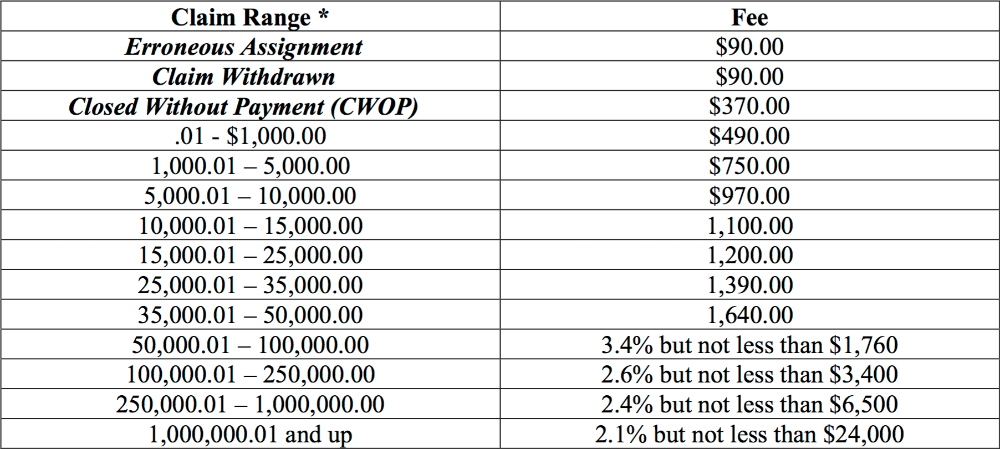 Claim Range * Fee
Erroneous Assignment $90.00
Claim Withdrawn $90.00
Closed Without Payment (CWOP) $370.00
.01 - $1,000.00 $490.00
1,000.01 – 5,000.00 $750.00
5,000.01 – 10,000.00 $970.00
10,000.01 – 15,000.00 1,100.00
15,000.01 – 25,000.00 1,200.00
25,000.01 – 35,000.00 1,390.00
35,000.01 – 50,000.00 1,640.00
50,000.01 – 100,000.00 3.4% but not less than $1,760
100,000.01 – 250,000.00 2.6% but not less than $3,400
250,000.01 – 1,000,000.00 2.4% but not less than $6,500
1,000,000.01 and up 2.1% but not less than $24,000